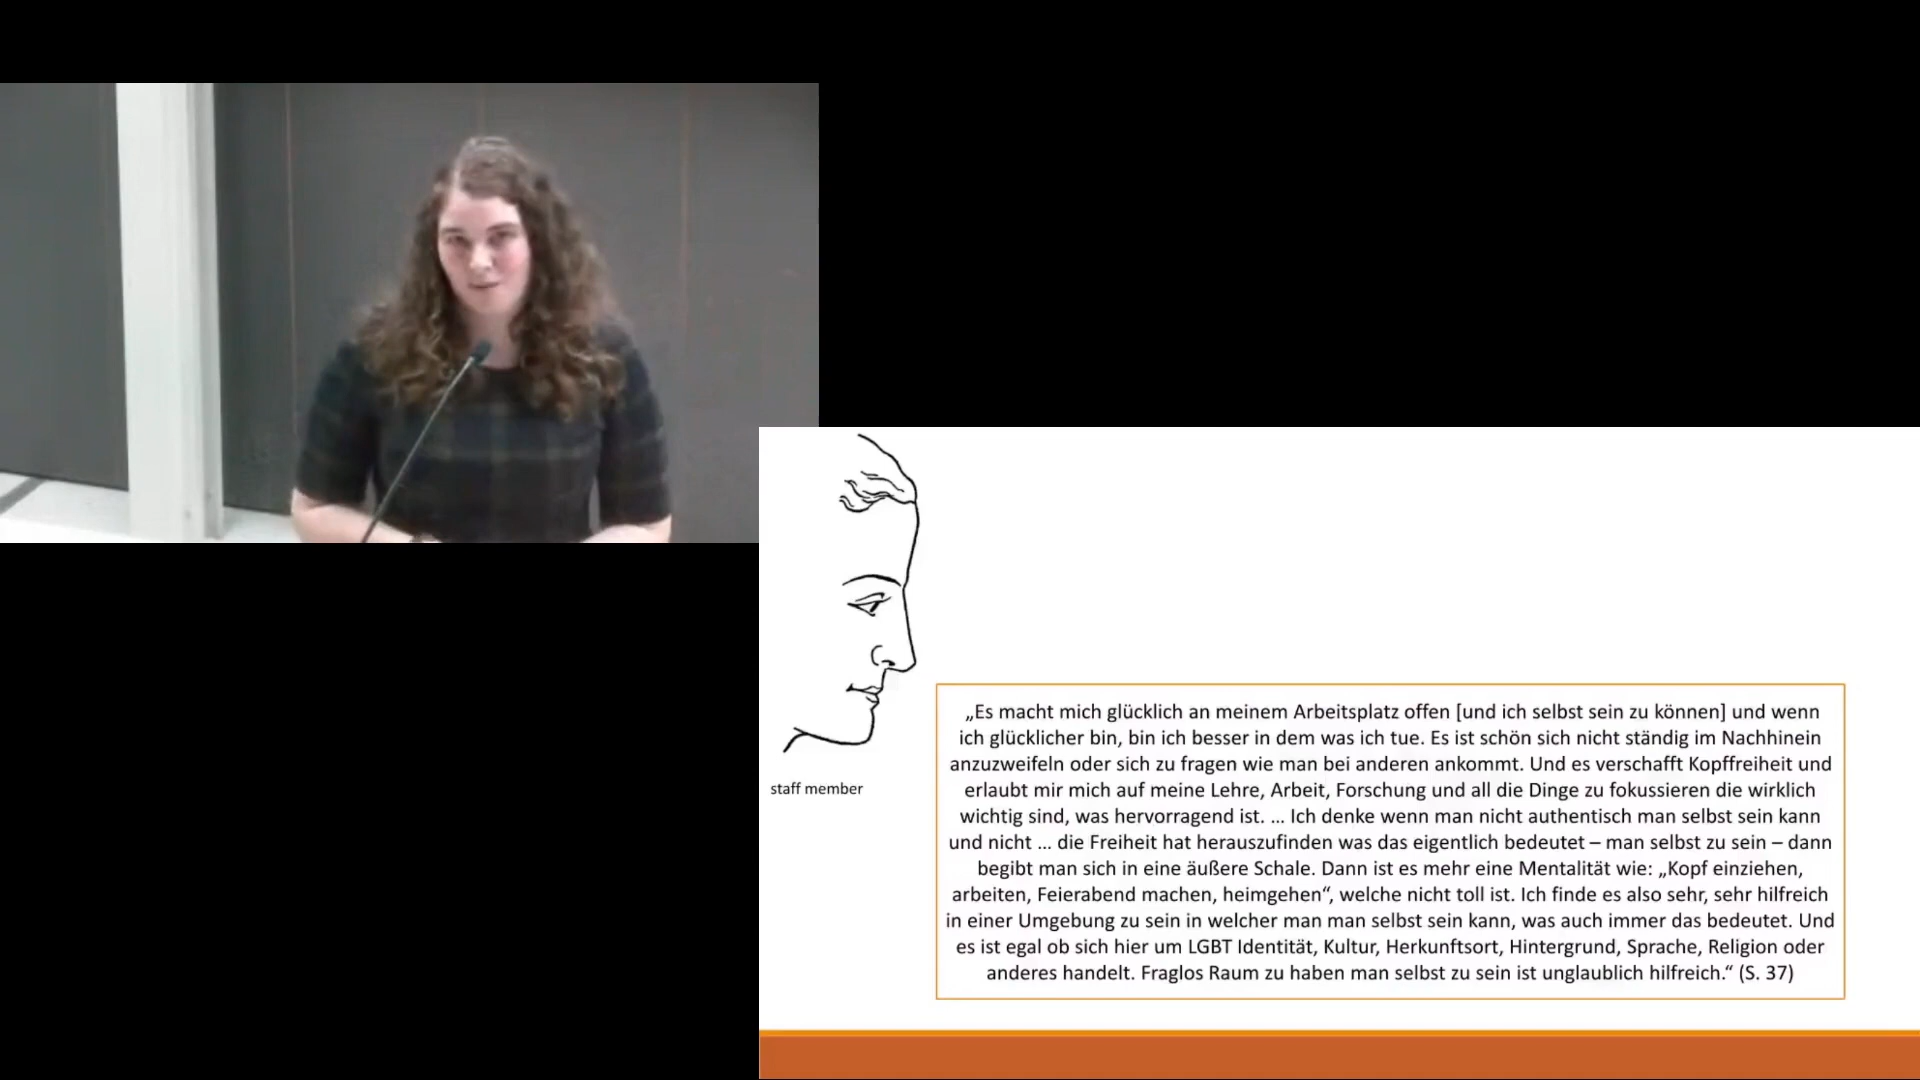 „Es macht mich glücklich an meinem Arbeitsplatz offen [und ich selbst sein zu können] und wenn
ich glücklicher bin, bin ich besser in dem was ich tue. Es ist schön sich nicht ständig im Nachhinein
anzuzweifeln oder sich zu fragen wie man bei anderen ankommt. Und es verschafft Kopffreiheit und
erlaubt mir mich auf meine Lehre, Arbeit, Forschung und all die Dinge zu fokussieren die wirklich
wichtig sind, was hervorragend ist. … Ich denke wenn man nicht authentisch man selbst sein kann
und nicht … die Freiheit hat herauszufinden was das eigentlich bedeutet – man selbst zu sein – dann
begibt man sich in eine äußere Schale. Dann ist es mehr eine Mentalität wie: „Kopf einziehen,
arbeiten, Feierabend machen, heimgehen“, welche nicht toll ist. Ich finde es also sehr, sehr hilfreich
in einer Umgebung zu sein in welcher man man selbst sein kann, was auch immer das bedeutet. Und
es ist egal ob sich hier um LGBT Identität, Kultur, Herkunftsort, Hintergrund, Sprache, Religion oder
anderes handelt. Fraglos Raum zu haben man selbst zu sein ist unglaublich hilfreich.“ (S. 37)
staff member